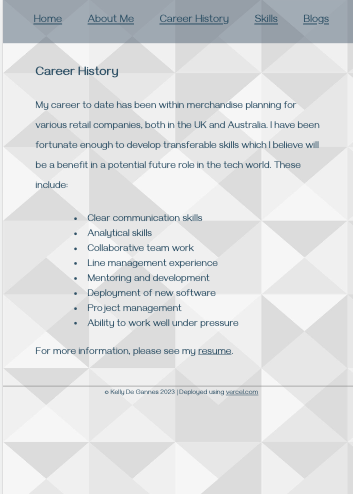 Home About Me Career History Skills Blogs
Career History
My career to date has been within merchandise planning for
various retail companies, both in the UK and Australia. I have been
fortunate enough to develop transferable skills which I believe will
be a benefit in a potential future role in the tech world. These
include:
• Clear communication skills
• Analytical skills
• Collaborative team work
• Line management experience
• Mentoring and development
• Deployment of new software
• Project management
• Ability to work well under pressure
For more information, please see my resume.
© Kelly De Gannes 2023 | Deployed using vercel.com